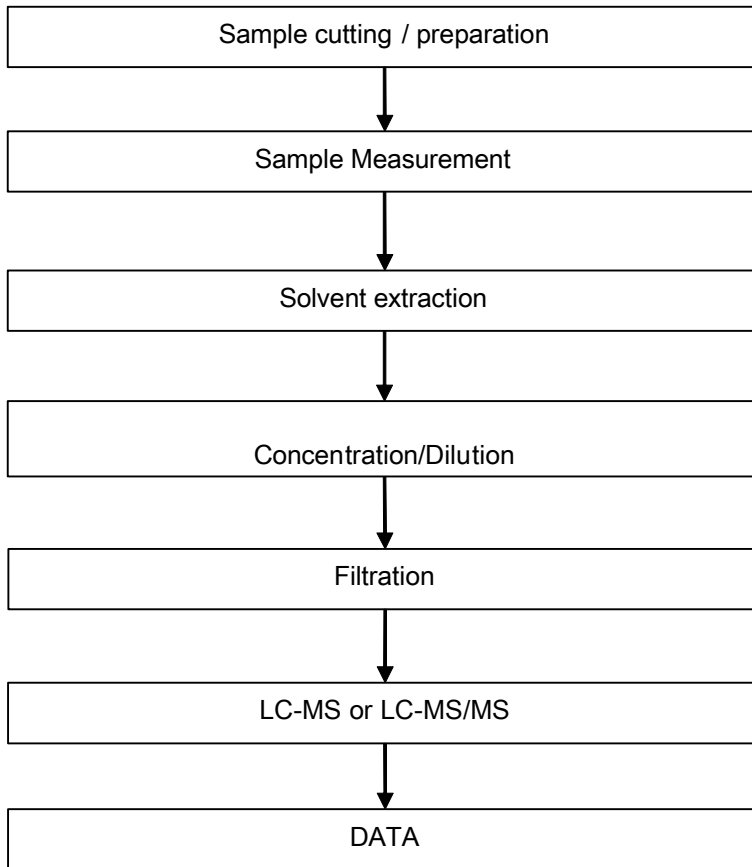 Sample cutting / preparation
Sample Measurement
Solvent extraction
Concentration/Dilution
Filtration
LC-MS or LC-MS/MS
DATA